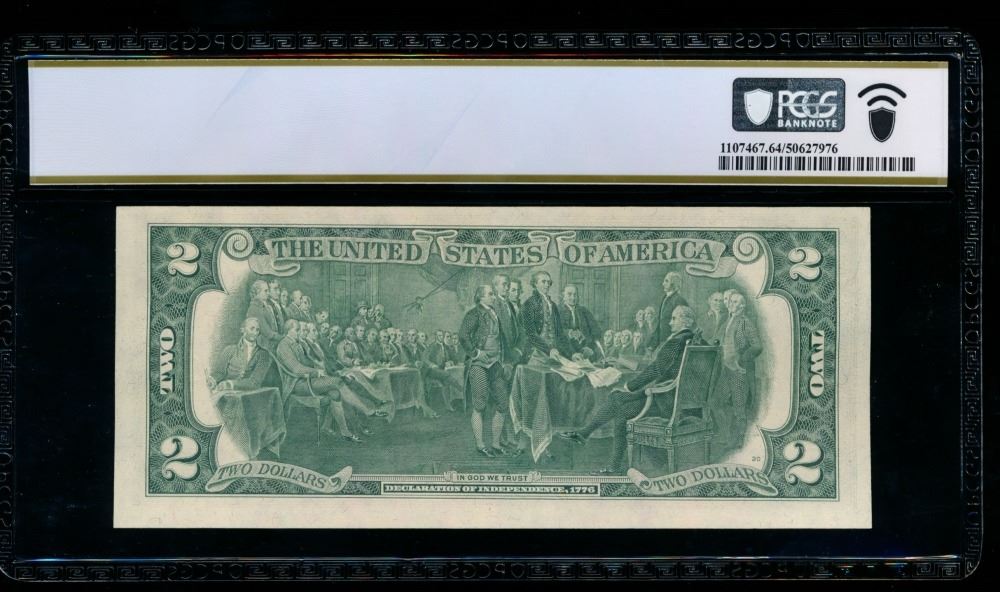 PCGS
BANKNOTE
1107467.64/50627976
THE UNITED STATES OF AMERICA
2
2
TWO
TWO
2
2
TWO DOLLARS
IN GOD WE TRUST
TWO DOLLARS
DECLARATION OF INDEPENDENCE, 1776